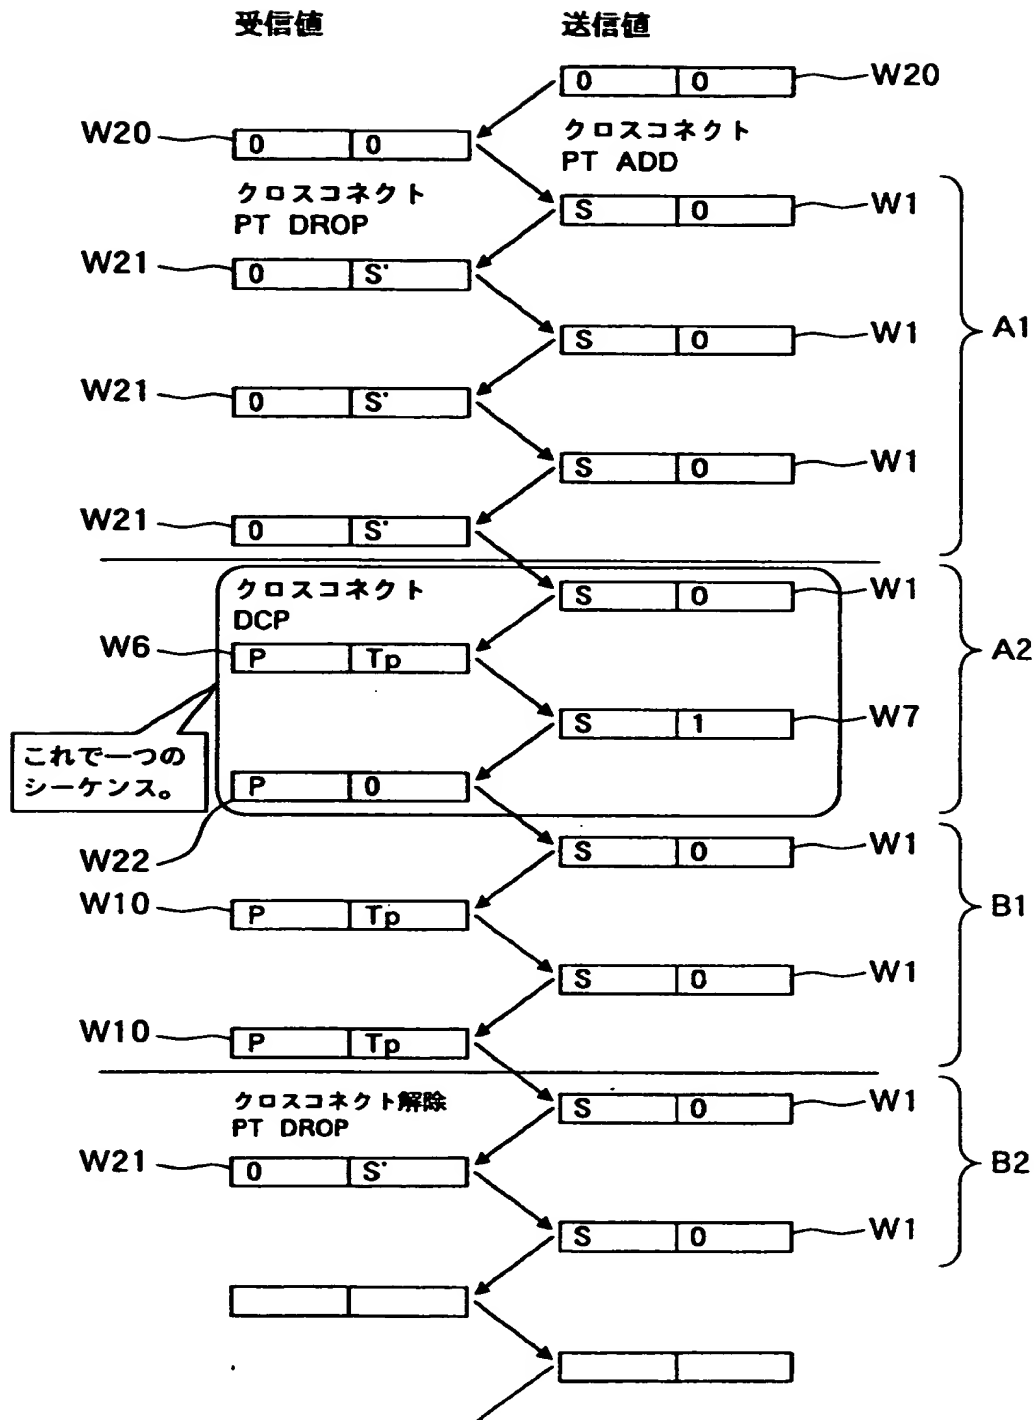 受信値 送信値
0 0 W20
W20 0 0 クロスコネクト
PT ADD
クロスコネクト
PT DROP
S 0 W1
W21 0 S'
S 0 W1 A1
W21 0 S'
S 0 W1
W21 0 S'
クロスコネクト
DCP
S 0 W1
W6 P Tp A2
S 1 W7
これで一つの
シーケンス。
P 0
W22
S 0 W1
W10 P Tp B1
S 0 W1
W10 P Tp
クロスコネクト解除
PT DROP
S 0 W1
W21 0 S' B2
S 0 W1